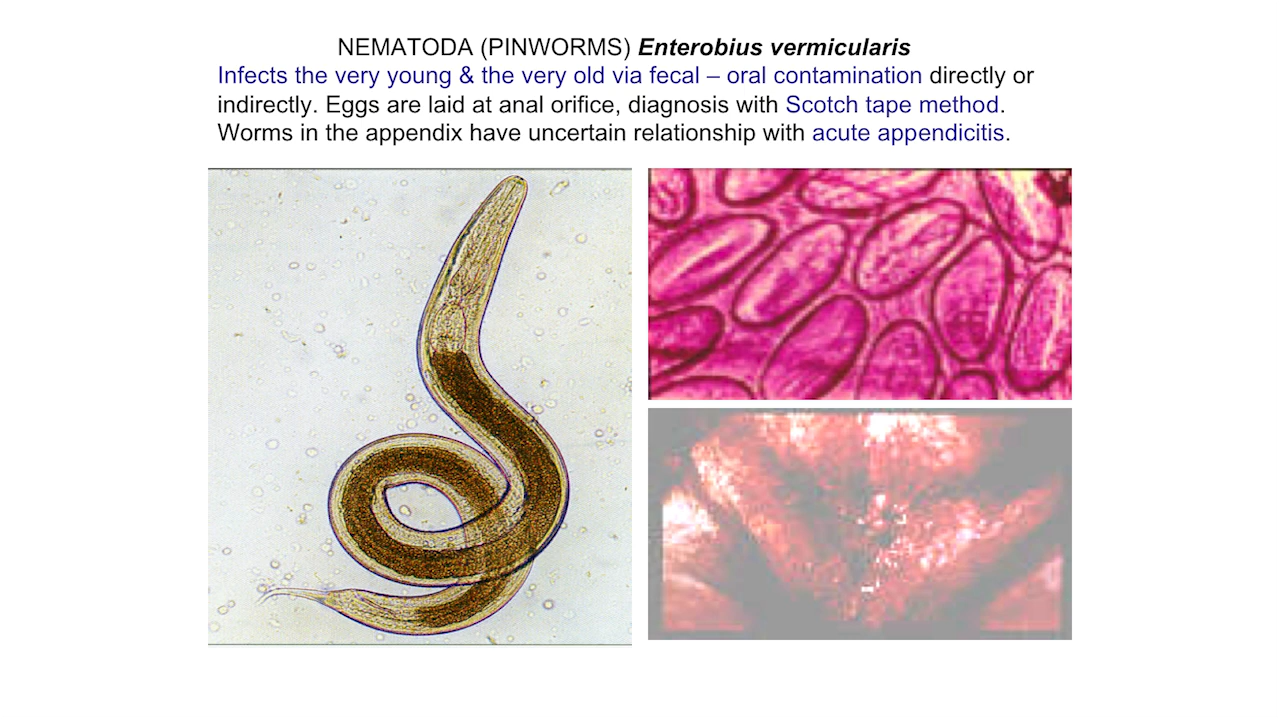 NEMATODA (PINWORMS) Enterobius vermicularis
Infects the very young & the very old via fecal – oral contamination directly or
indirectly. Eggs are laid at anal orifice, diagnosis with Scotch tape method.
Worms in the appendix have uncertain relationship with acute appendicitis.